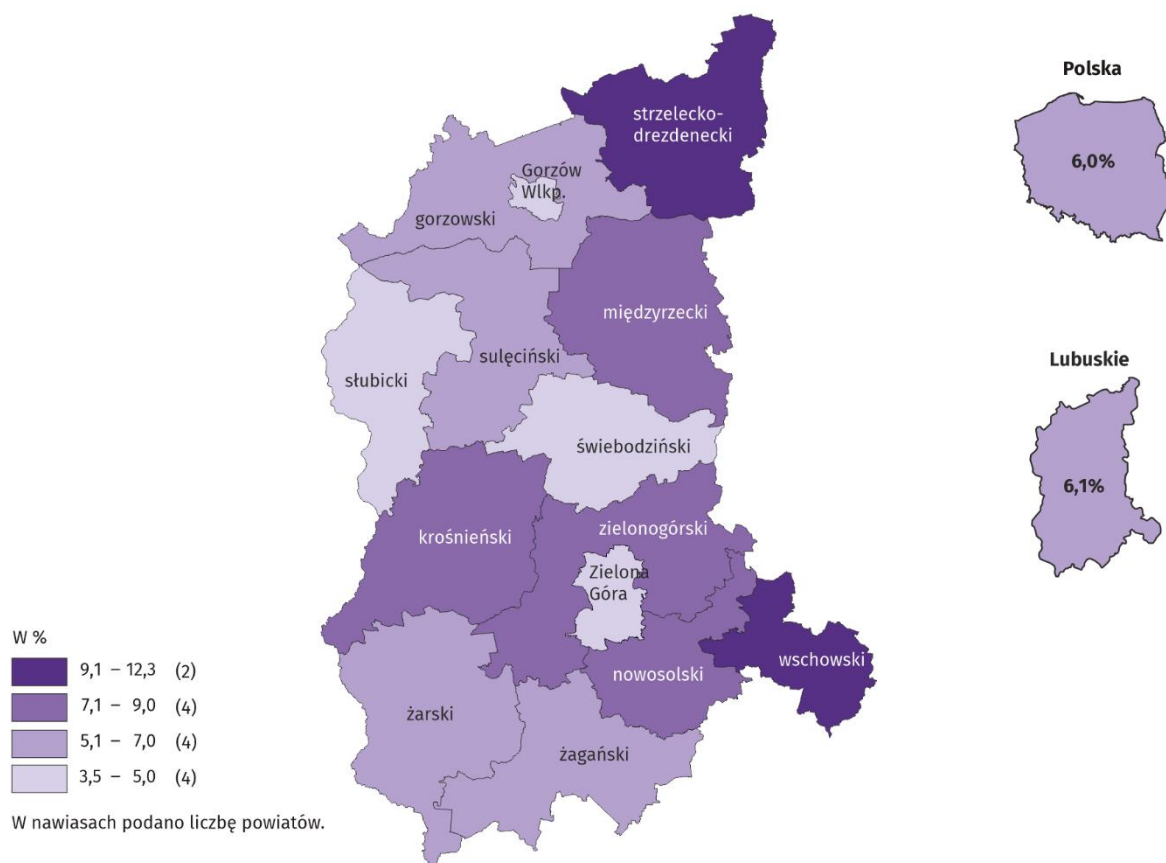 strzelecko-
drezdenecki
Gorzów
Wlkp.
gorzowski
międzyrzecki
sulęciński
słubicki
świebodziński
krośnieński
zielonogórski
Zielona
Góra
wschowski
nowosolski
żarski
żagański
Polska
6,0%
Lubuskie
6,1%
W %
9,1 – 12,3 (2)
7,1 – 9,0 (4)
5,1 – 7,0 (4)
3,5 – 5,0 (4)
W nawiasach podano liczbę powiatów.